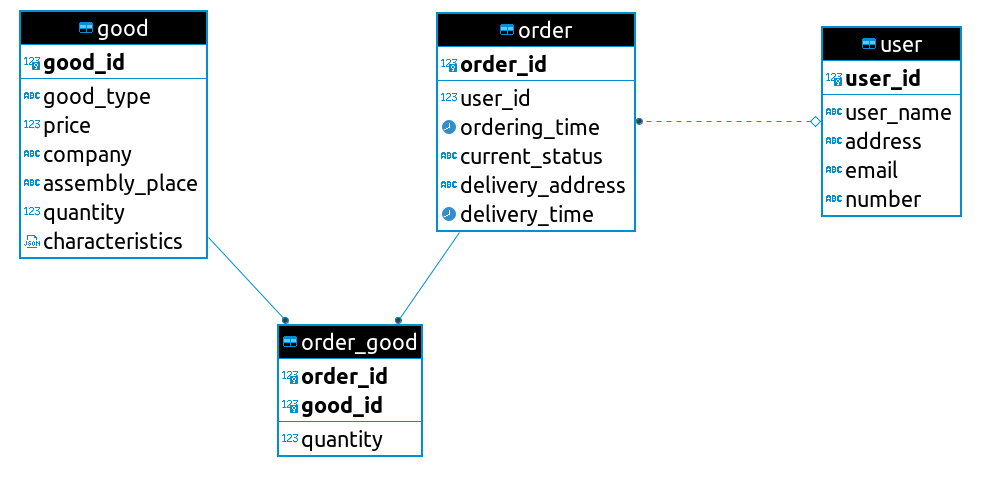 good
123 good_id
ABC good_type
123 price
ABC company
ABC assembly_place
123 quantity
JSON characteristics
order
123 order_id
123 user_id
ordering_time
ABC current_status
ABC delivery_address
delivery_time
user
123 user_id
ABC user_name
ABC address
ABC email
ABC number
order_good
123 order_id
123 good_id
123 quantity